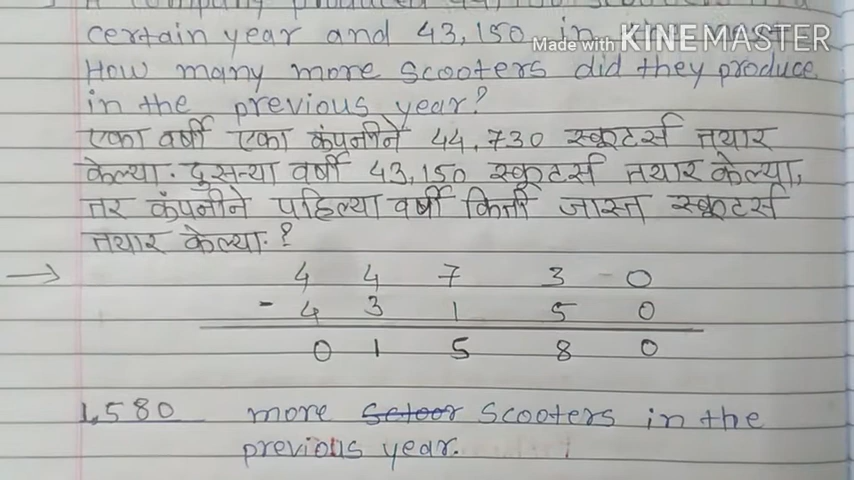 certain year and 43,150 in
Made with KINEMASTER
How many more scooters did they produce
in the previous year?
एका वर्षी एका कंपनीने 44,730 स्कूटर्स तयार
केल्या. दुसऱ्या वर्षी 43,150 स्कूटर्स तयार केल्या,
तर कंपनीने पहिल्या वर्षी किती जास्त स्कूटर्स
तयार केल्या.?
→ 4 4 7 3 0
- 4 3 1 5 0
0 1 5 8 0
1,580 more scooters in the
previous year.